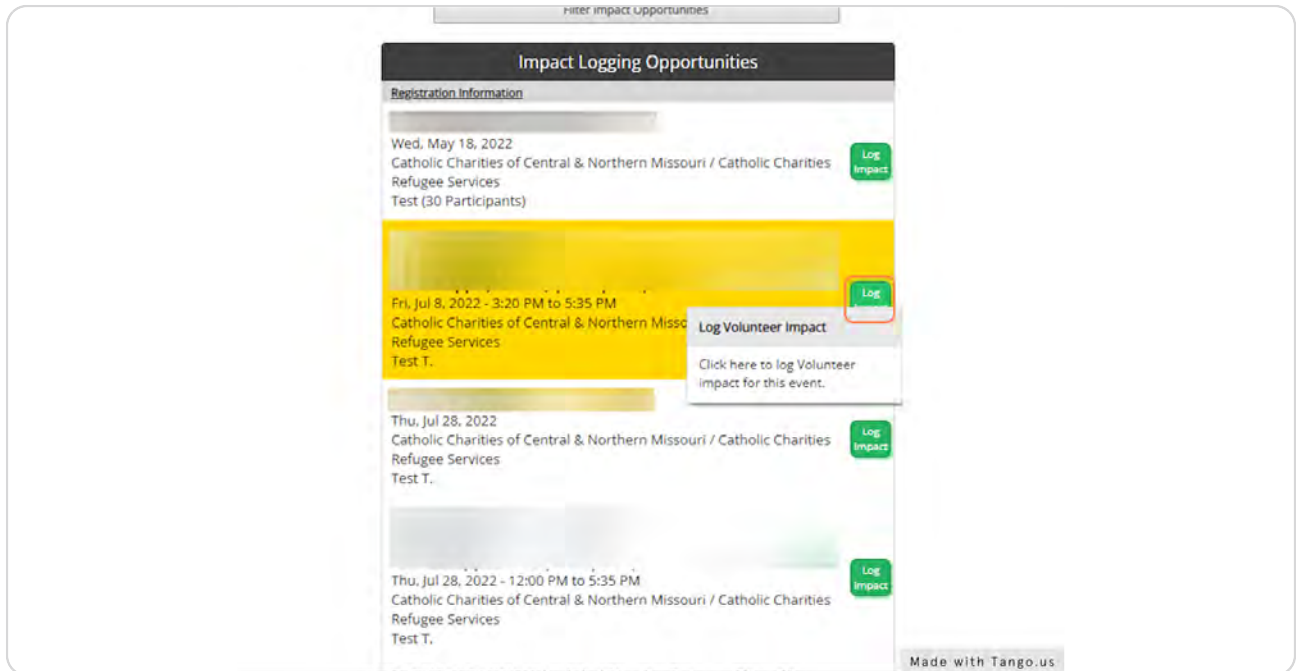 Filter Impact Opportunities
Impact Logging Opportunities
Registration Information
Wed, May 18, 2022
Catholic Charities of Central & Northern Missouri / Catholic Charities
Refugee Services
Test (30 Participants)
Log
Impact
Fri, Jul 8, 2022 - 3:20 PM to 5:35 PM
Catholic Charities of Central & Northern Misso
Refugee Services
Test T.
Log
Log Volunteer Impact
Click here to log Volunteer
impact for this event.
Thu, Jul 28, 2022
Catholic Charities of Central & Northern Missouri / Catholic Charities
Refugee Services
Test T.
Log
Impact
Thu, Jul 28, 2022 - 12:00 PM to 5:35 PM
Catholic Charities of Central & Northern Missouri / Catholic Charities
Refugee Services
Test T.
Log
Impact
Made with Tango.us